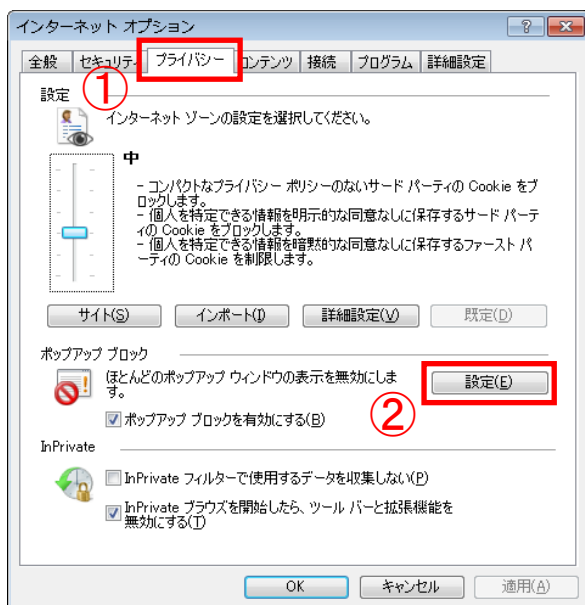 インターネット オプション
全般 セキュリティ プライバシー コンテンツ 接続 プログラム 詳細設定
①
設定
インターネット ゾーンの設定を選択してください。
中
- コンパクトなプライバシー ポリシーのないサード パーティの Cookie をブ
ロックします。
- 個人を特定できる情報を明示的な同意なしに保存するサード パーテ
ィの Cookie をブロックします。
- 個人を特定できる情報を暗黙的な同意なしに保存するファースト パ
ーティの Cookie を制限します。
サイト(S) インポート(I) 詳細設定(V) 既定(D)
ポップアップ ブロック
ほとんどのポップアップ ウィンドウの表示を無効にしま
す。
設定(E)
②
ポップアップ ブロックを有効にする(B)
InPrivate
InPrivate フィルターで使用するデータを収集しない(P)
InPrivate ブラウズを開始したら、ツール バーと拡張機能を
無効にする(T)
OK キャンセル 適用(A)